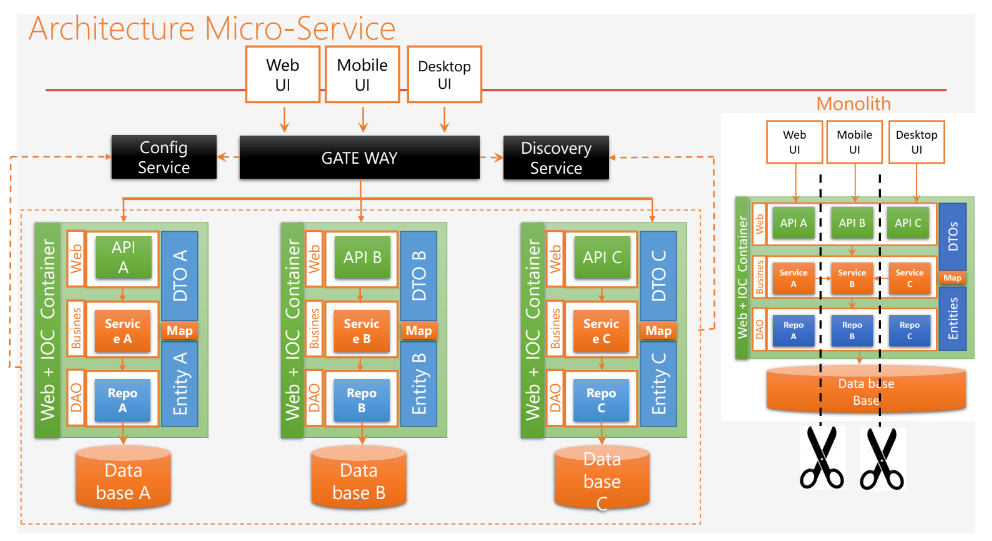 Architecture Micro-Service
Web
UI
Mobile
UI
Desktop
UI
Config
Service
GATE WAY
Discovery
Service
Web + IOC Container
Web
API
A
Busines
Servic
e A
DAO
Repo
A
DTO A
Map
Entity A
Data
base A
Web + IOC Container
Web
API B
Busines
Servic
e B
DAO
Repo
B
DTO B
Map
Entity B
Data
base B
Web + IOC Container
Web
API C
Busines
Servic
e C
DAO
Repo
C
DTO C
Map
Entity C
Data
base
C
Monolith
Web
UI
Mobile
UI
Desktop
UI
Web + IOC Container
Web
API A
API B
API C
Busines
Service
A
Service
B
Service
C
DAO
Repo
A
Repo
B
Repo
C
DTOs
Map
Entities
Data base
Base